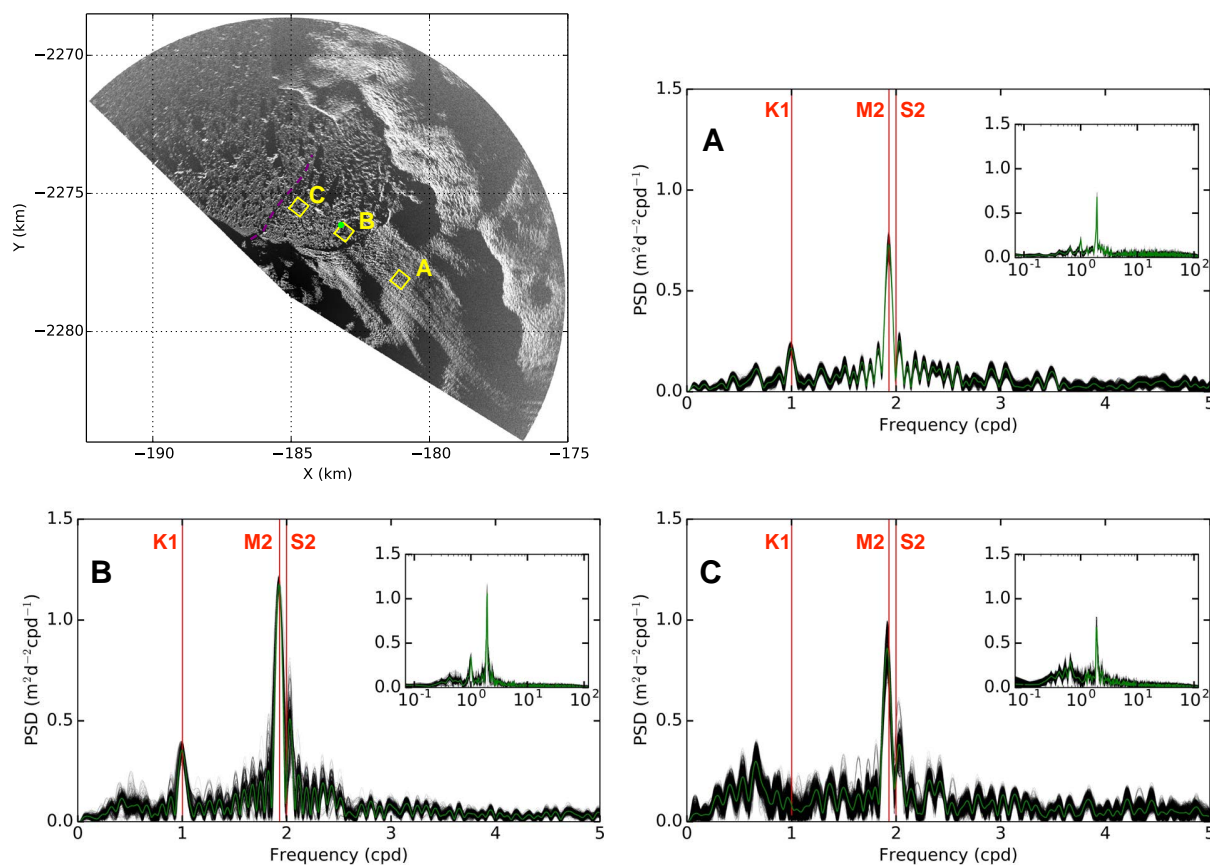 −2270
−2275
−2280
Y (km)
−190
−185
−180
−175
X (km)
C
B
A
K1
M2
S2
A
1.5
1.0
0.5
0.0
PSD (m²d⁻²cpd⁻¹)
0
1
2
3
4
5
Frequency (cpd)
1.5
1.0
0.5
0.0
10⁻¹
10⁰
10¹
10²
K1
M2
S2
B
1.5
1.0
0.5
0.0
PSD (m²d⁻²cpd⁻¹)
0
1
2
3
4
5
Frequency (cpd)
1.5
1.0
0.5
0.0
10⁻¹
10⁰
10¹
10²
K1
M2
S2
C
1.5
1.0
0.5
0.0
PSD (m²d⁻²cpd⁻¹)
0
1
2
3
4
5
Frequency (cpd)
1.5
1.0
0.5
0.0
10⁻¹
10⁰
10¹
10²